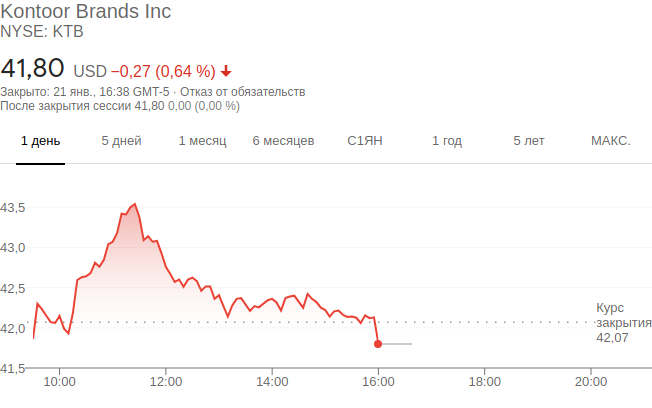 Kontoor Brands Inc
NYSE: KTB
41,80 USD −0,27 (0,64 %)
Закрыто: 21 янв., 16:38 GMT-5 · Отказ от обязательств
После закрытия сессии 41,80 0,00 (0,00 %)
1 день 5 дней 1 месяц 6 месяцев С1ЯН 1 год 5 лет МАКС.
43,5
43,0
42,5
Курс
закрытия
42,07
42,0
41,5
10:00 12:00 14:00 16:00 18:00 20:00